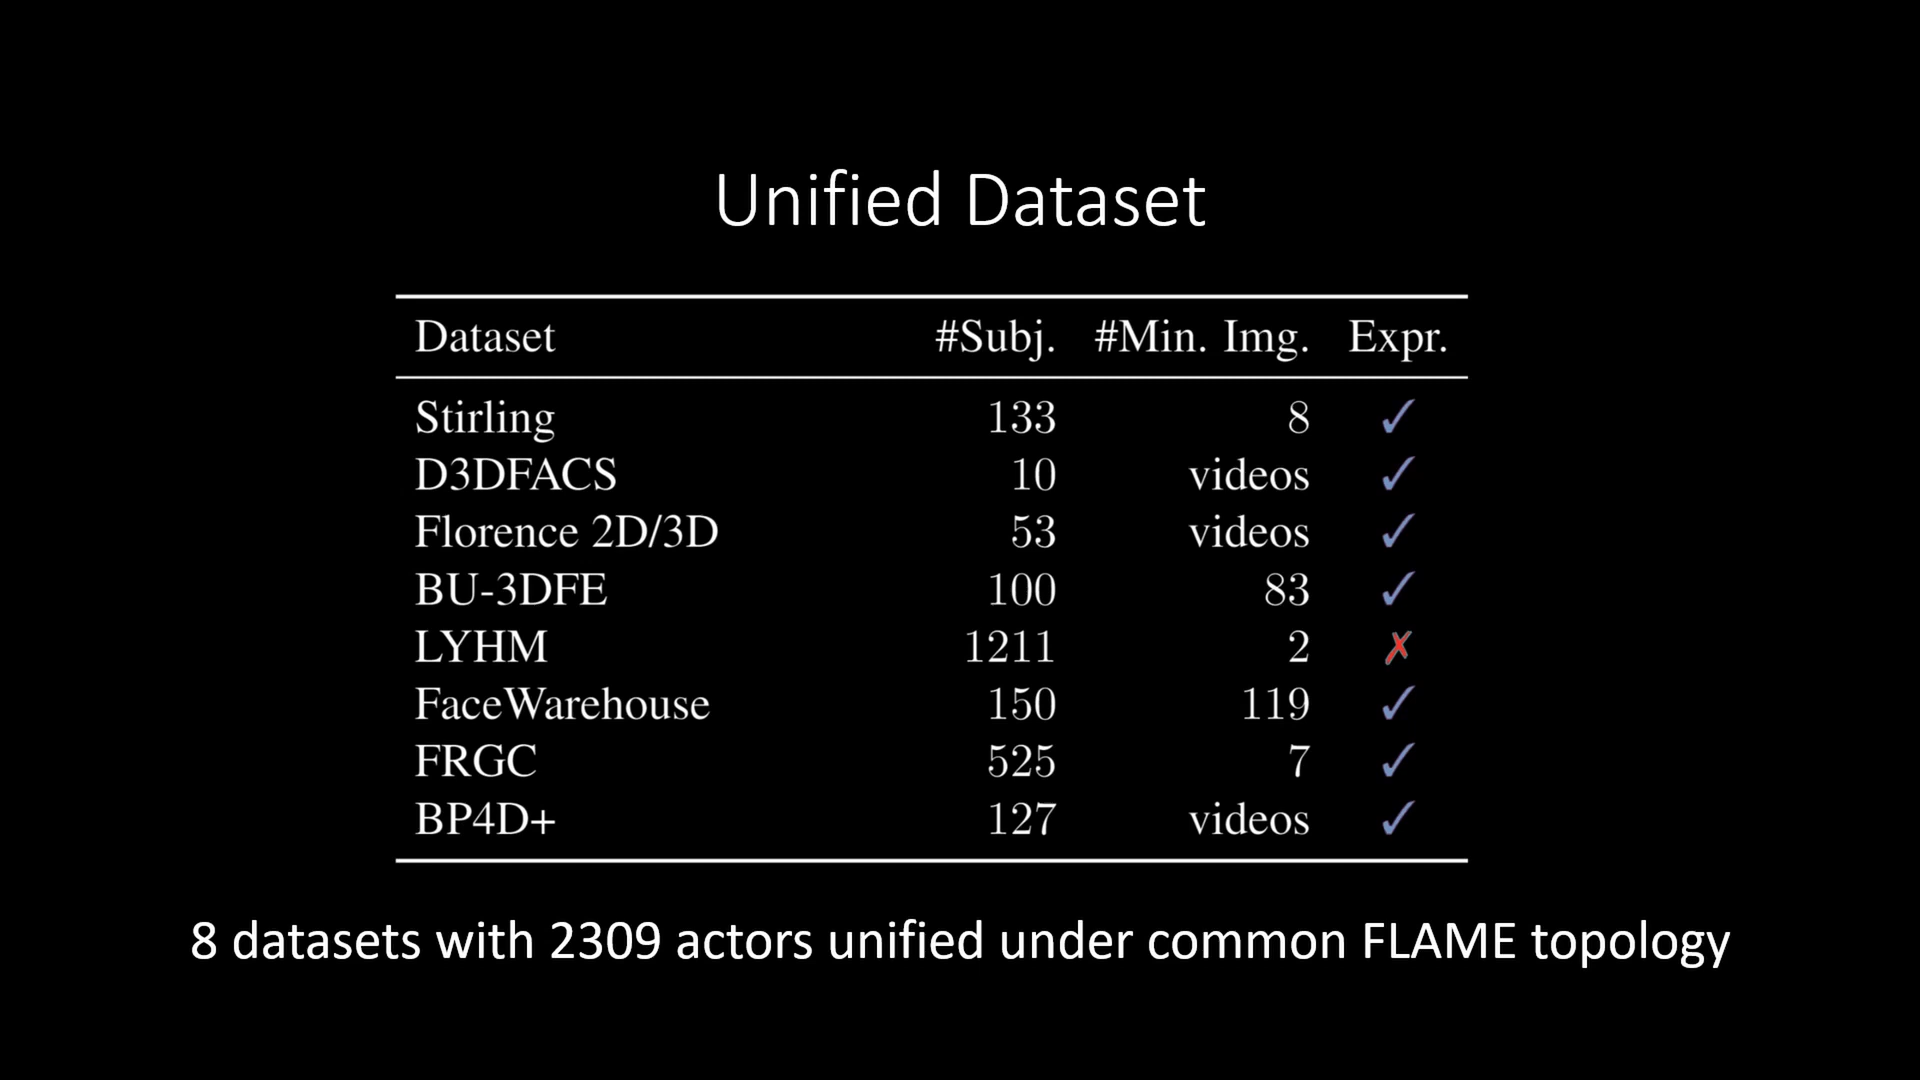 Unified Dataset
Dataset #Subj. #Min. Img. Expr.
Stirling 133 8 ✓
D3DFACS 10 videos ✓
Florence 2D/3D 53 videos ✓
BU-3DFE 100 83 ✓
LYHM 1211 2 ✗
FaceWarehouse 150 119 ✓
FRGC 525 7 ✓
BP4D+ 127 videos ✓
8 datasets with 2309 actors unified under common FLAME topology